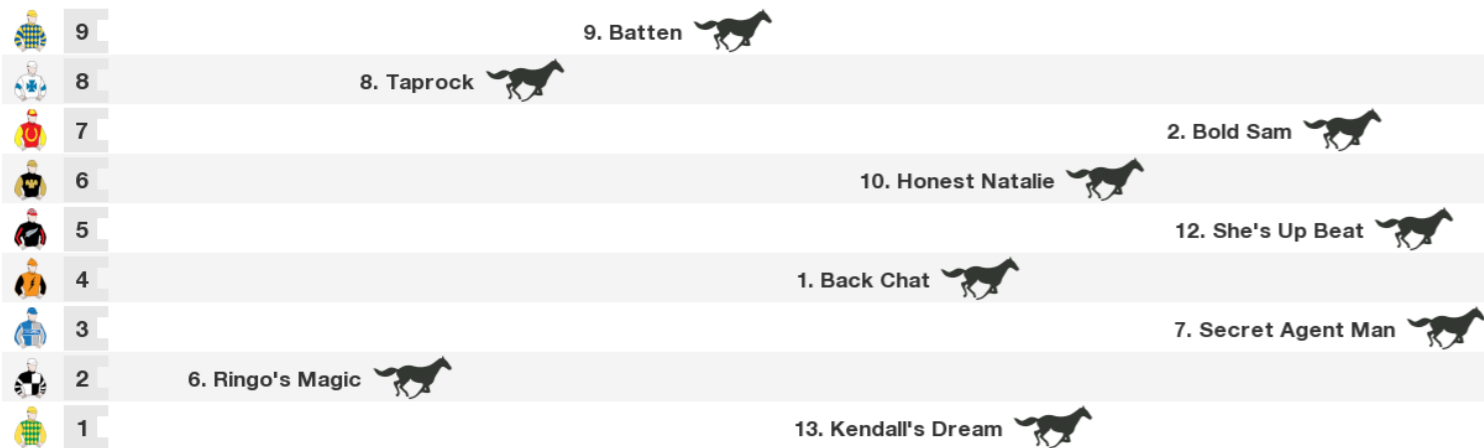 9 9. Batten
8 8. Taprock
7 2. Bold Sam
6 10. Honest Natalie
5 12. She's Up Beat
4 1. Back Chat
3 7. Secret Agent Man
2 6. Ringo's Magic
1 13. Kendall's Dream